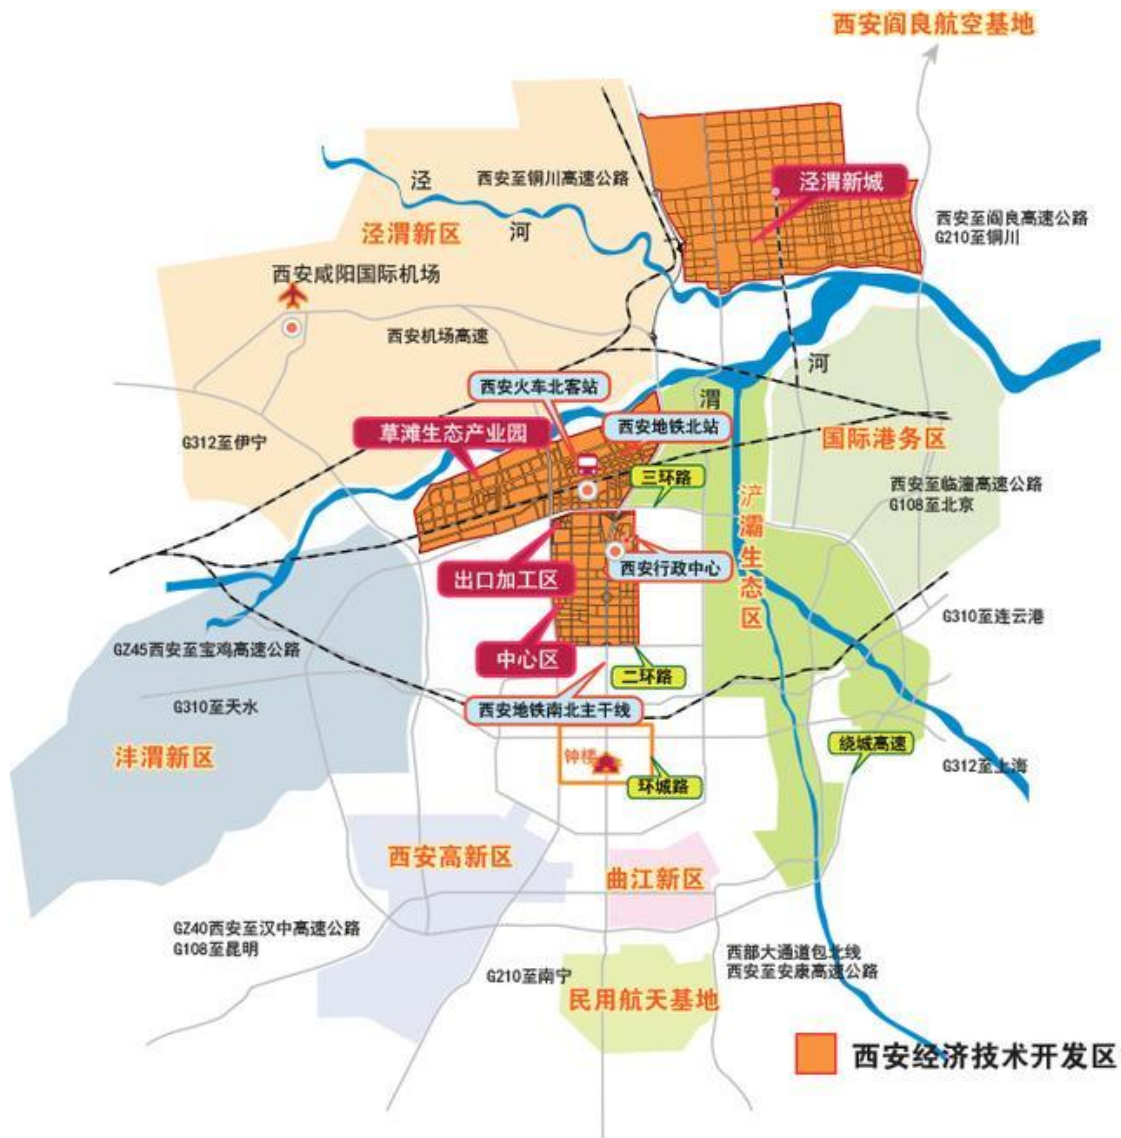 西安阎良航空基地
泾渭新城
泾
河
西安至铜川高速公路
西安至阎良高速公路
G210至铜川
泾渭新区
西安咸阳国际机场
西安机场高速
渭
河
西安火车北客站
草滩生态产业园
西安地铁北站
国际港务区
G312至伊宁
三环路
西安至临潼高速公路
G108至北京
浐灞生态区
出口加工区
西安行政中心
G310至连云港
GZ45西安至宝鸡高速公路
中心区
二环路
G310至天水
西安地铁南北主干线
沣渭新区
钟楼
绕城高速
G312至上海
环城路
西安高新区
曲江新区
GZ40西安至汉中高速公路
G108至昆明
G210至南宁
西部大通道包北线
西安至安康高速公路
民用航天基地
西安经济技术开发区